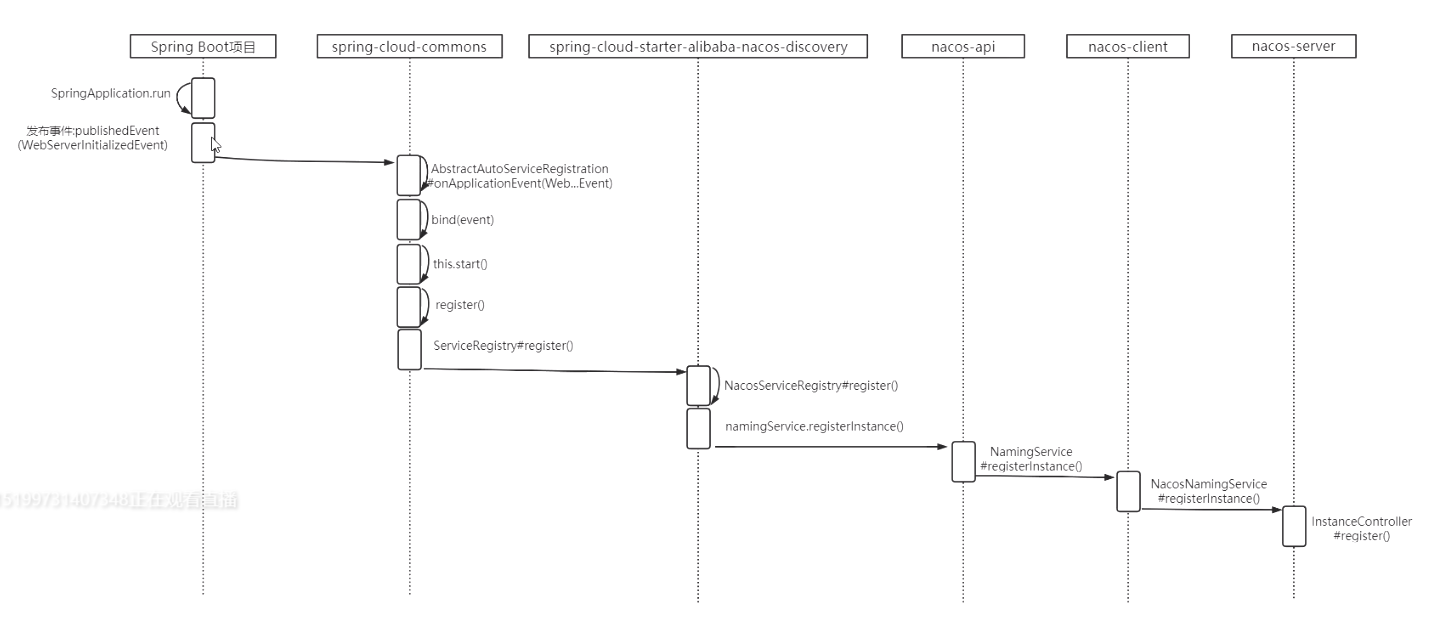 Spring Boot项目
spring-cloud-commons
spring-cloud-starter-alibaba-nacos-discovery
nacos-api
nacos-client
nacos-server
SpringApplication.run
发布事件:publishedEvent
(WebServerInitializedEvent)
AbstractAutoServiceRegistration
#onApplicationEvent(Web...Event)
bind(event)
this.start()
register()
ServiceRegistry#register()
NacosServiceRegistry#register()
namingService.registerInstance()
NamingService
#registerInstance()
NacosNamingService
#registerInstance()
15199731407348正在观看直播
InstanceController
#register()